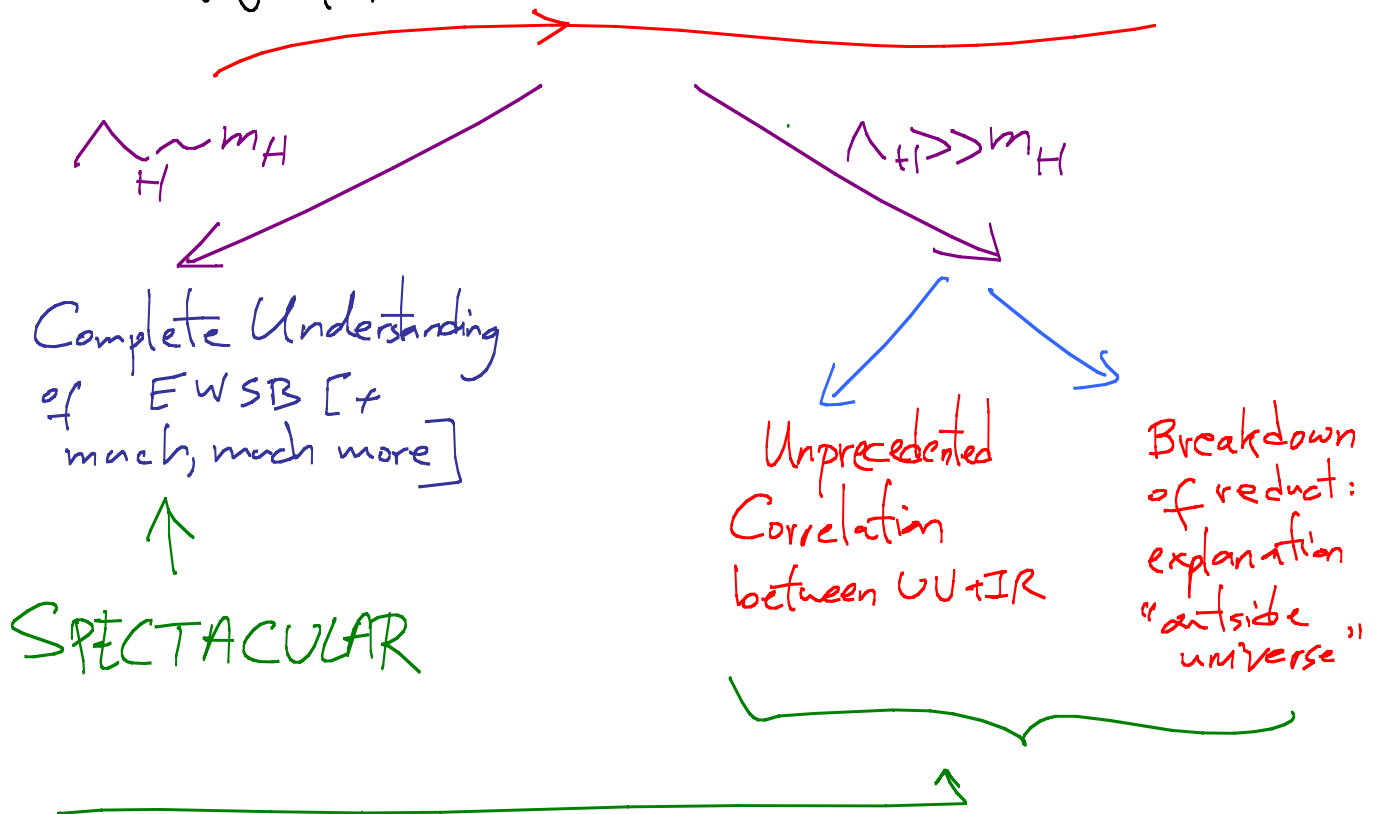 Λ_H ~ m_H
Λ_H >> m_H
Complete Understanding
of EWSB [+
much, much more]
SPECTACULAR
Unprecedented
Correlation
between UV+IR
Breakdown
of reduct:
explanation
"outside
universe"